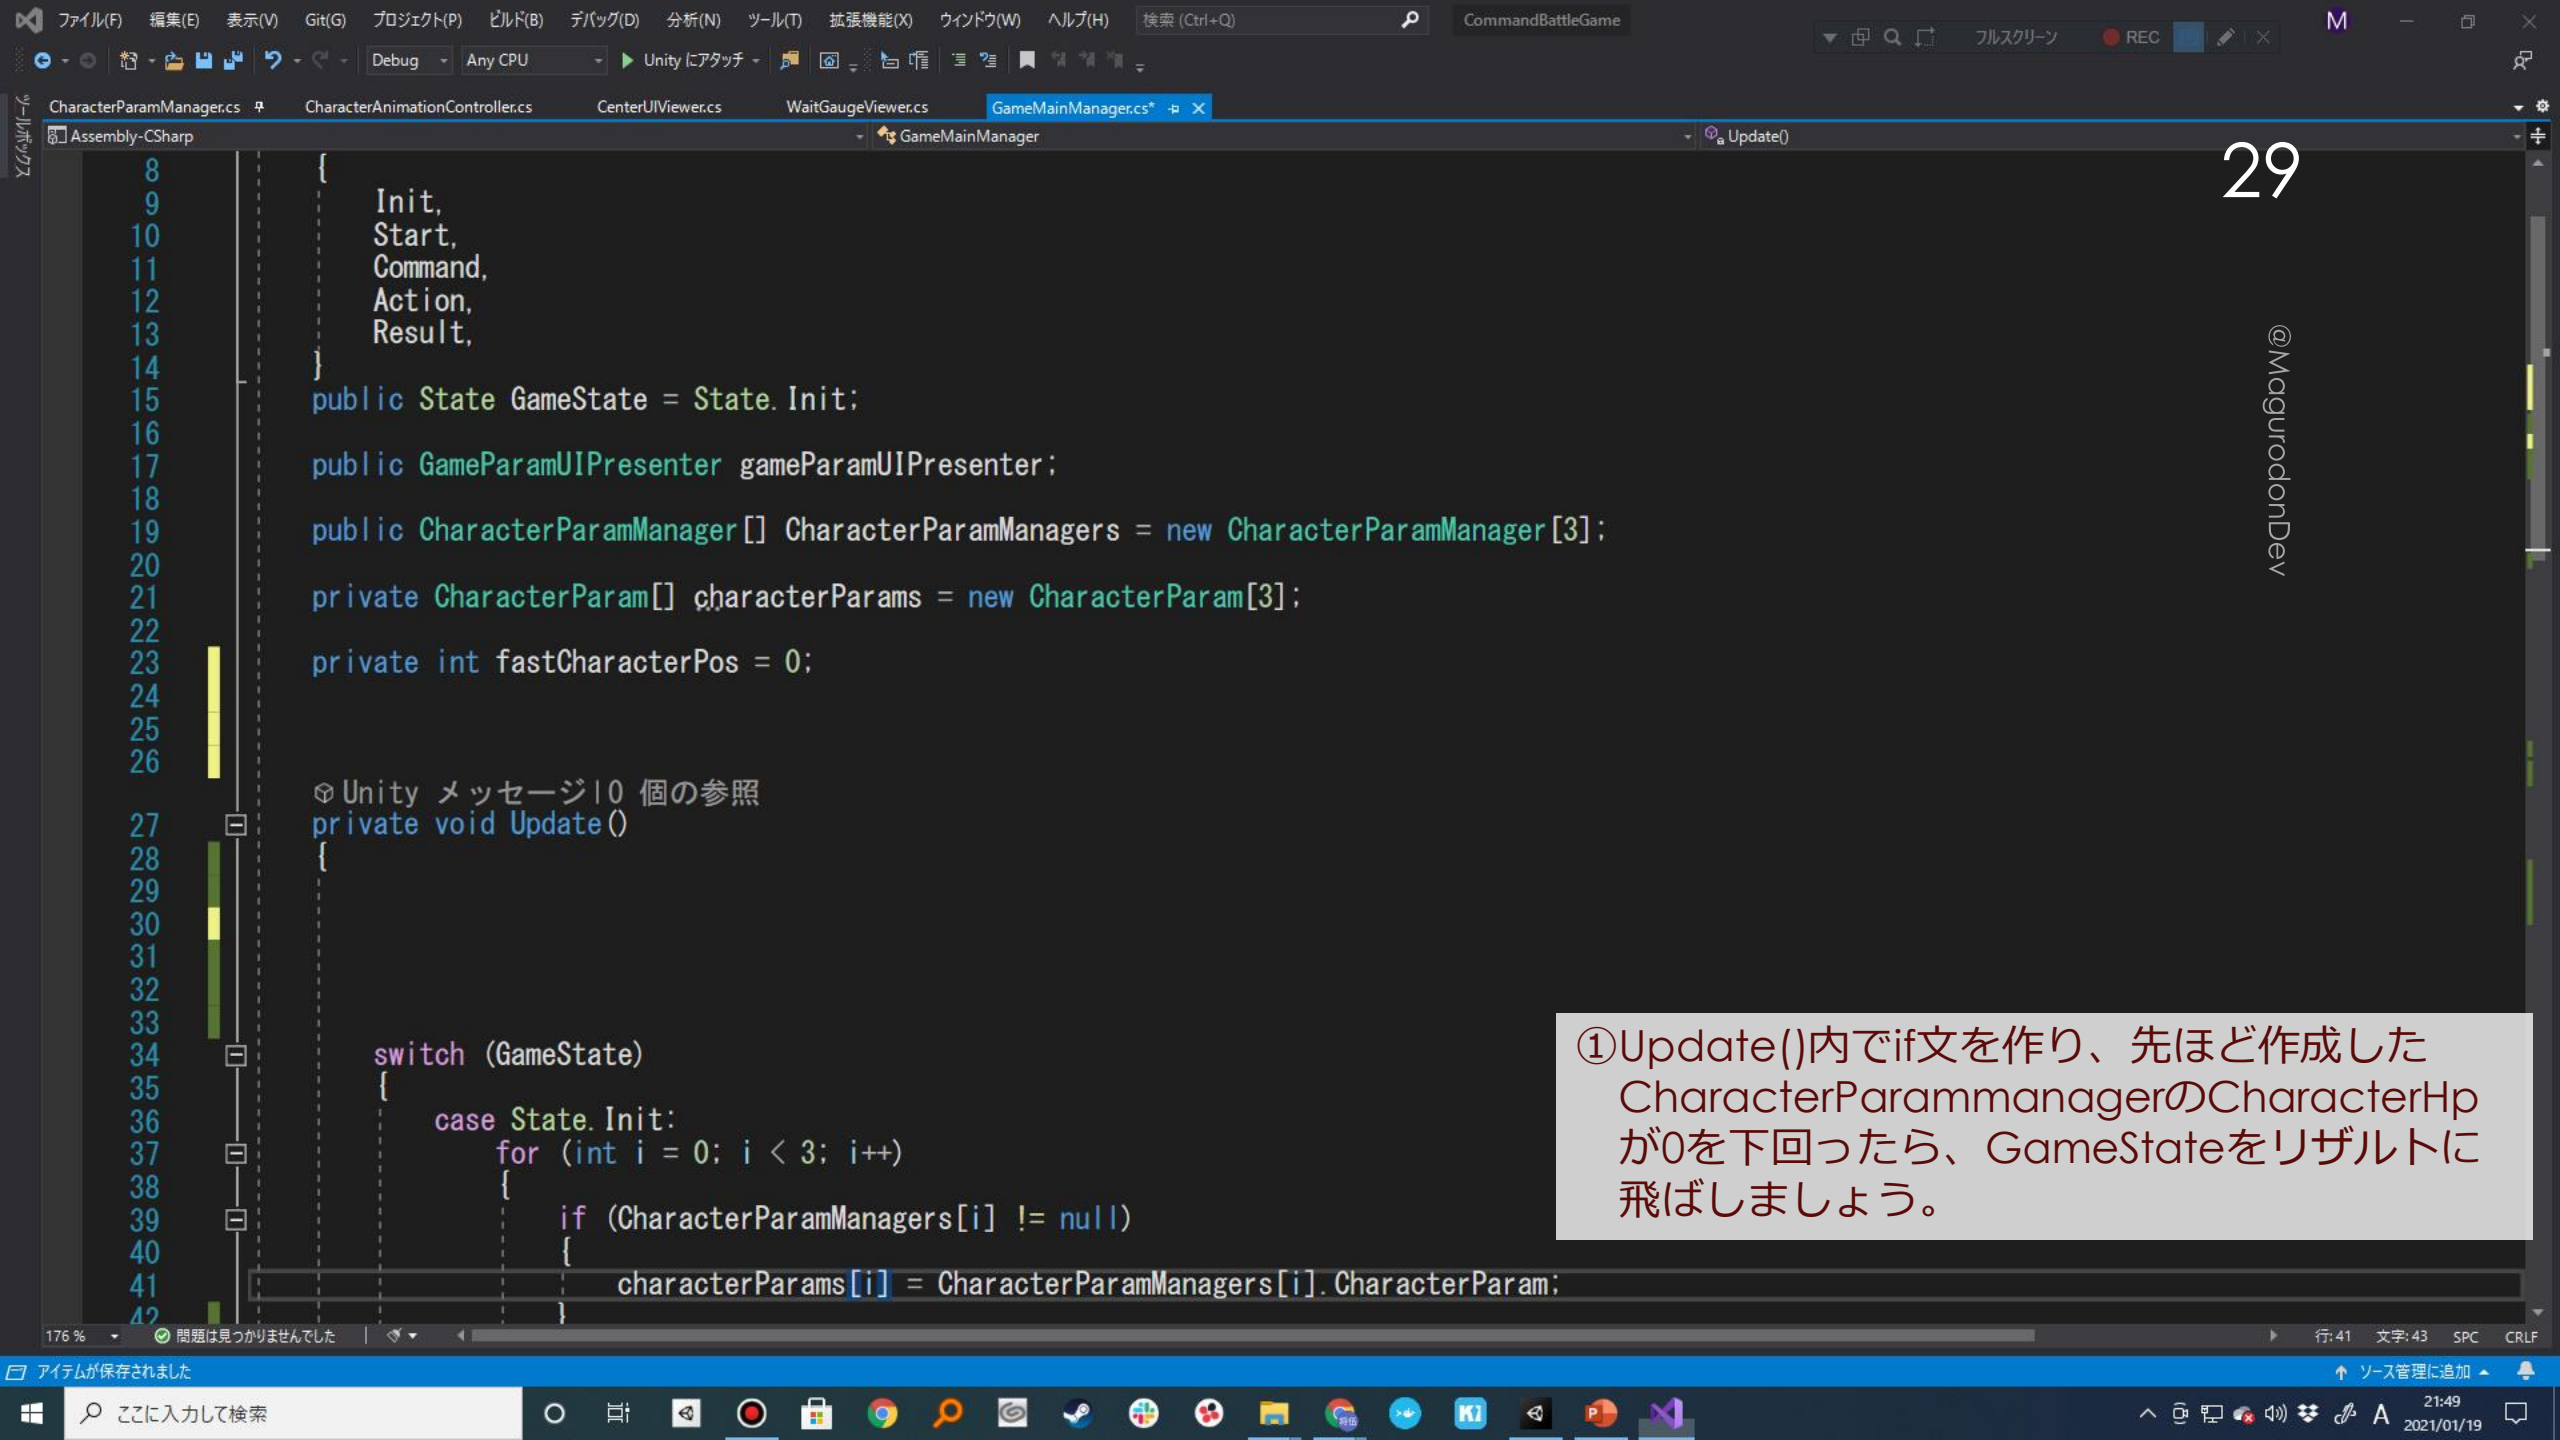 ファイル(F) 編集(E) 表示(V) Git(G) プロジェクト(P) ビルド(B) デバッグ(D) 分析(N) ツール(T) 拡張機能(X) ウィンドウ(W) ヘルプ(H) 検索 (Ctrl+Q) CommandBattleGame フルスクリーン REC M
Debug Any CPU Unity にアタッチ
ツールボックス
CharacterParamManager.cs CharacterAnimationController.cs CenterUIViewer.cs WaitGaugeViewer.cs GameMainManager.cs*
Assembly-CSharp GameMainManager Update()
29
@MagurodonDev
8 {
9 Init,
10 Start,
11 Command,
12 Action,
13 Result,
14 }
15 public State GameState = State.Init;
16
17 public GameParamUIPresenter gameParamUIPresenter;
18
19 public CharacterParamManager[] CharacterParamManagers = new CharacterParamManager[3];
20
21 private CharacterParam[] characterParams = new CharacterParam[3];
22
23 private int fastCharacterPos = 0;
24
25
26
Unity メッセージ|0 個の参照
27 private void Update()
28 {
29
30
31
32
33
34 switch (GameState)
35 {
36 case State.Init:
37 for (int i = 0; i < 3; i++)
38 {
39 if (CharacterParamManagers[i] != null)
40 {
41 characterParams[i] = CharacterParamManagers[i].CharacterParam;
42 }
①Update()内でif文を作り、先ほど作成した
CharacterParammanagerのCharacterHp
が0を下回ったら、GameStateをリザルトに
飛ばしましょう。
176 % 問題は見つかりませんでした 行:41 文字:43 SPC CRLF
アイテムが保存されました ソース管理に追加
ここに入力して検索 A 21:49
2021/01/19